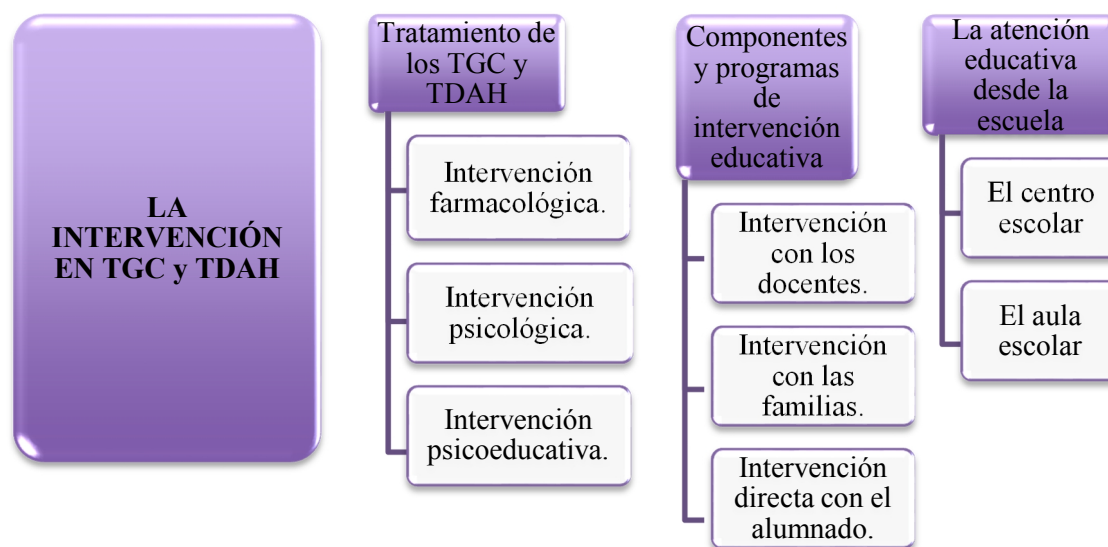 LA
INTERVENCIÓN
EN TGC y TDAH
Tratamiento de
los TGC y
TDAH
Intervención
farmacológica.
Intervención
psicológica.
Intervención
psicoeducativa.
Componentes
y programas
de
intervención
educativa
Intervención
con los
docentes.
Intervención
con las
familias.
Intervención
directa con el
alumnado.
La atención
educativa
desde la
escuela
El centro
escolar
El aula
escolar